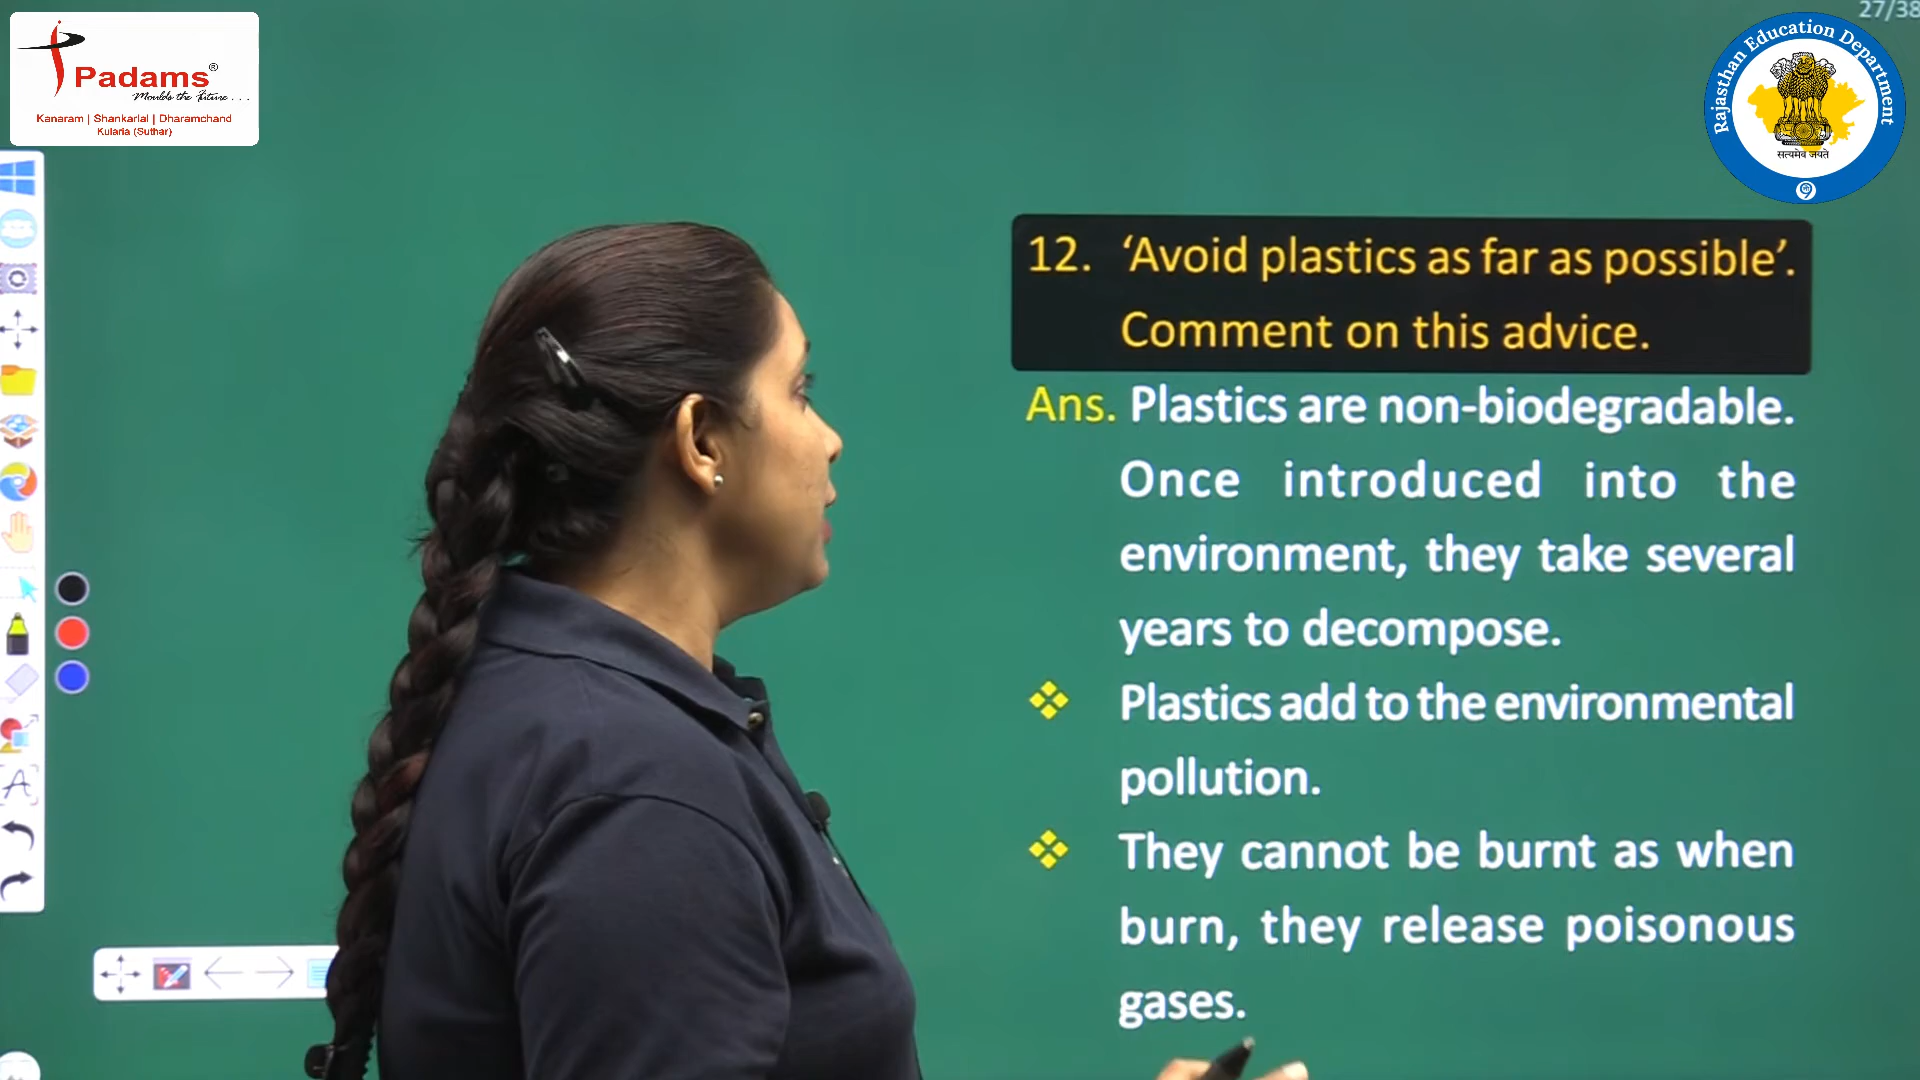 27/38
Padams®
Moulds the Future . . .
Kanaram | Shankarlal | Dharamchand
Kularia (Suthar)
Rajasthan Education Department
सत्यमेव जयते
12. ‘Avoid plastics as far as possible’.
Comment on this advice.
Ans. Plastics are non-biodegradable.
Once introduced into the
environment, they take several
years to decompose.
❖ Plastics add to the environmental
pollution.
❖ They cannot be burnt as when
burn, they release poisonous
gases.
A